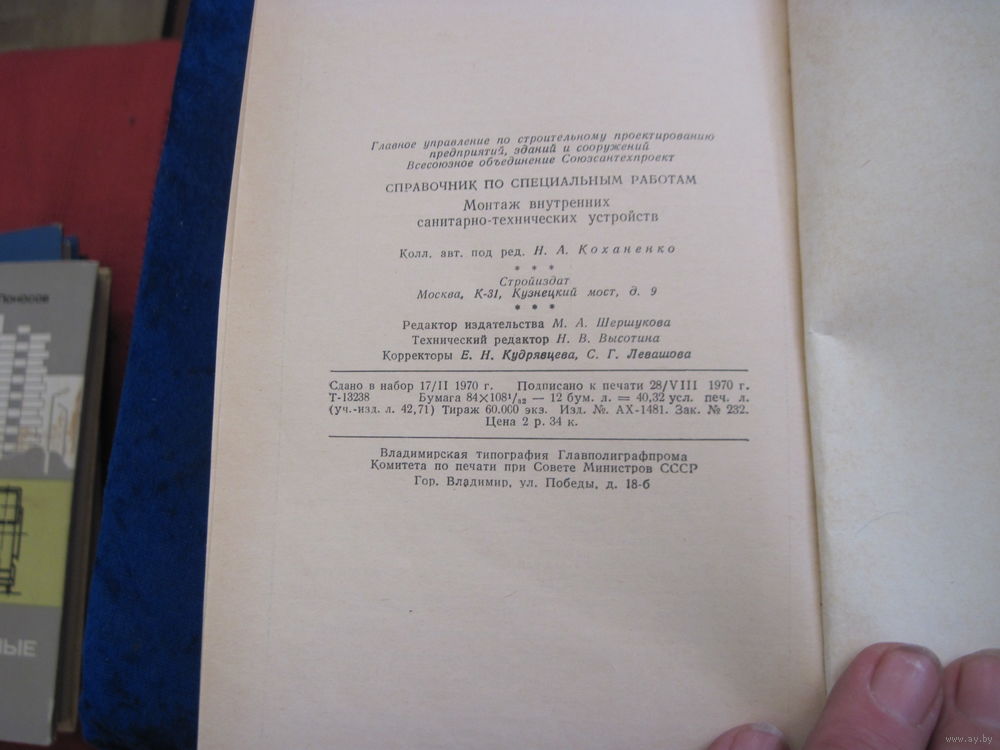 Главное управление по строительному проектированию
предприятий, зданий и сооружений
Всесоюзное объединение Союзсантехпроект
СПРАВОЧНИК ПО СПЕЦИАЛЬНЫМ РАБОТАМ
Монтаж внутренних
санитарно-технических устройств
Колл. авт. под ред. Н. А. Коханенко
* * *
Стройиздат
Москва, К-31, Кузнецкий мост, д. 9
* * *
Редактор издательства М. А. Шершукова
Технический редактор Н. В. Высотина
Корректоры Е. Н. Кудрявцева, С. Г. Левашова
Сдано в набор 17/II 1970 г. Подписано к печати 28/VIII 1970 г.
Т-13238 Бумага 84×108¹/₃₂ — 12 бум. л. = 40,32 усл. печ. л.
(уч.-изд. л. 42,71) Тираж 60.000 экз. Изд. №. АХ-1481. Зак. № 232.
Цена 2 р. 34 к.
Владимирская типография Главполиграфпрома
Комитета по печати при Совете Министров СССР
Гор. Владимир, ул. Победы, д. 18-б
www.ay.by